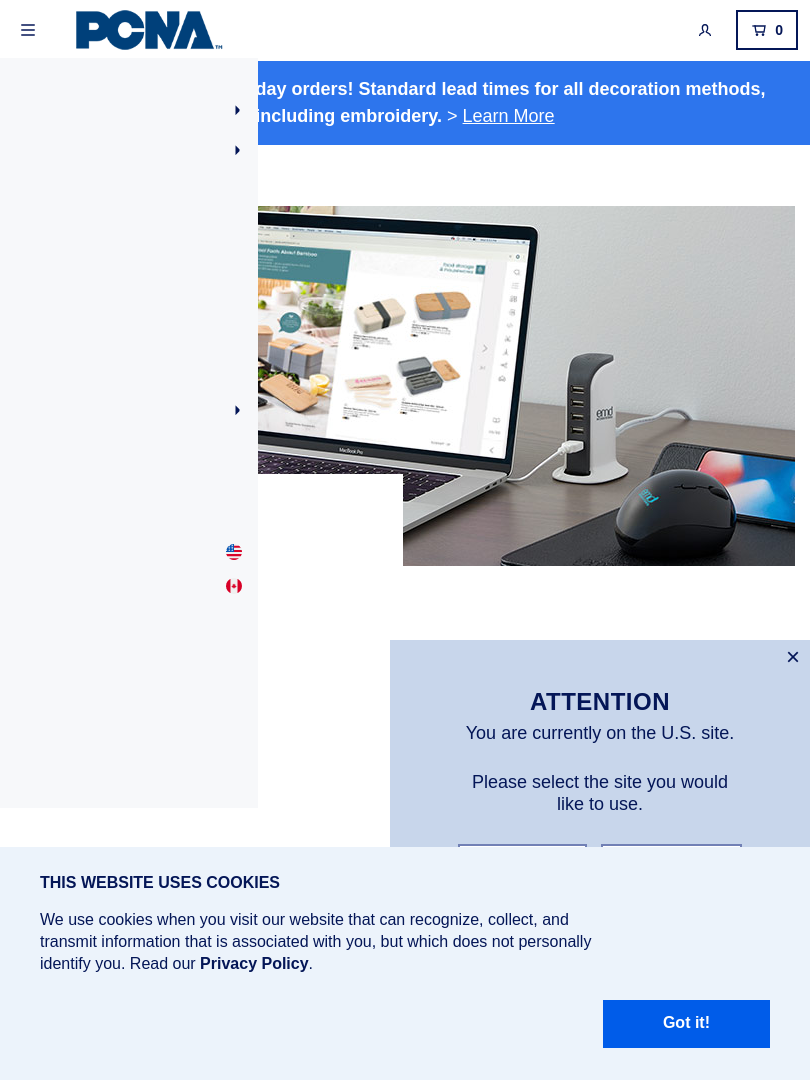 PCNA™
0
day orders! Standard lead times for all decoration methods,
including embroidery. > Learn More
MacBook Pro
emd
ATTENTION
You are currently on the U.S. site.
Please select the site you would
like to use.
THIS WEBSITE USES COOKIES
We use cookies when you visit our website that can recognize, collect, and
transmit information that is associated with you, but which does not personally
identify you. Read our Privacy Policy.
Got it!